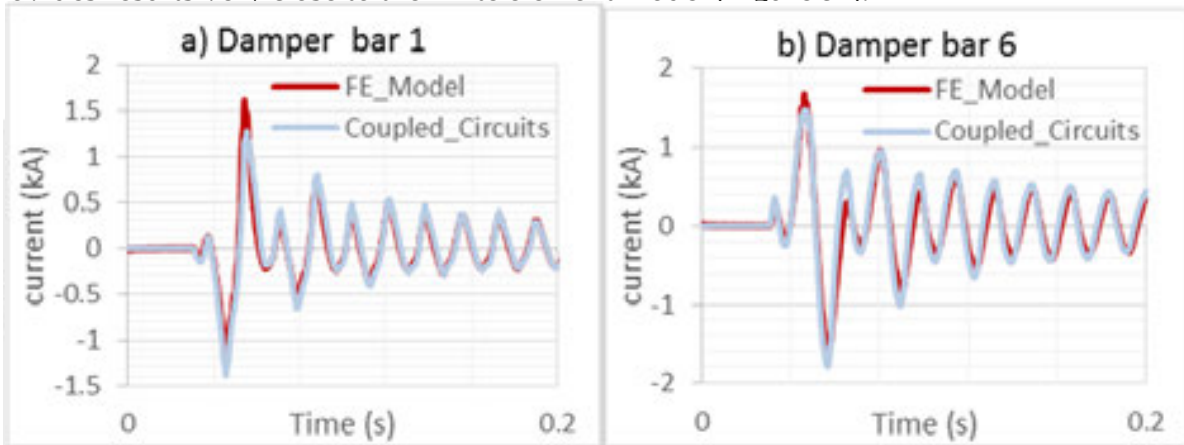 a) Damper bar 1
2
1.5
1
0.5
0
-0.5
-1
-1.5
current (kA)
FE_Model
Coupled_Circuits
0
Time (s)
0.2
b) Damper bar 6
2
1
0
-1
-2
current (kA)
FE_Model
Coupled_Circuits
0
Time (s)
0.2